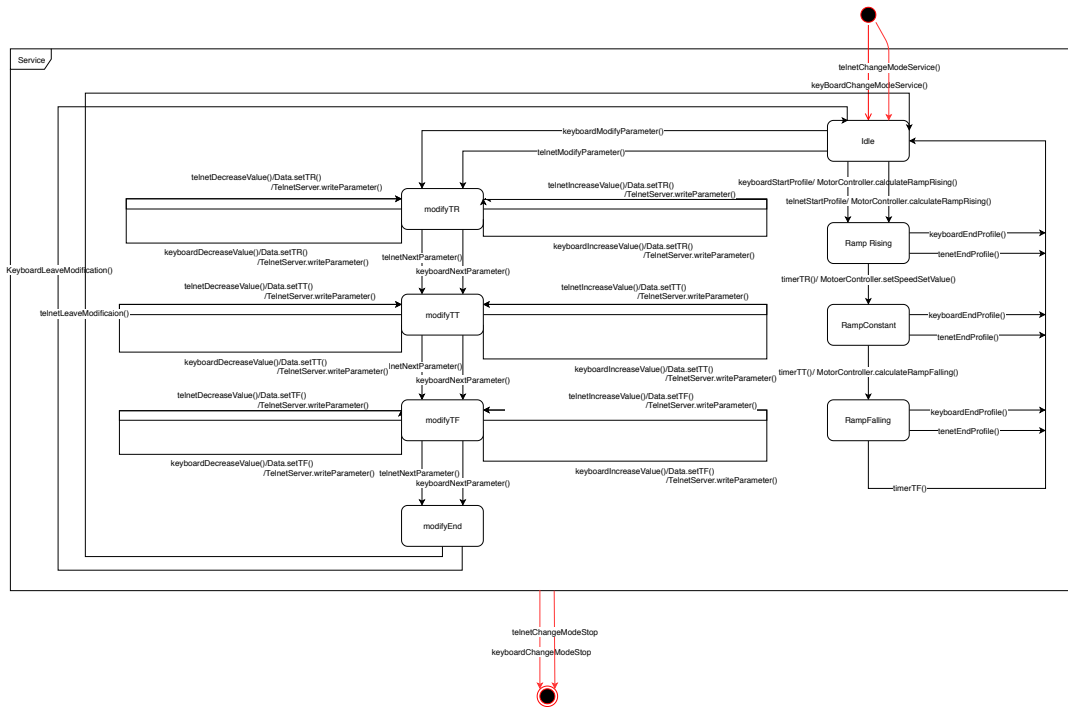 Service
telnetChangeModeService()
keyBoardChangeModeService()
Idle
keyboardModifyParameter()
telnetModifyParameter()
keyboardStartProfile/ MotorController.calculateRampRising()
telnetStartProfile/ MotorController.calculateRampRising()
telnetDecreaseValue()/Data.setTR()
/TelnetServer.writeParameter()
telnetIncreaseValue()/Data.setTR()
/TelnetServer.writeParameter()
modifyTR
keyboardDecreaseValue()/Data.setTR()
/TelnetServer.writeParameter()
keyboardIncreaseValue()/Data.setTR()
/TelnetServer.writeParameter()
telnetNextParameter()
keyboardNextParameter()
Ramp Rising
keyboardEndProfile()
tenetEndProfile()
KeyboardLeaveModification()
timerTR()/ MotoerController.setSpeedSetValue()
telnetDecreaseValue()/Data.setTT()
/TelnetServer.writeParameter()
telnetIncreaseValue()/Data.setTT()
/TelnetServer.writeParameter()
telnetLeaveModificaion()
modifyTT
RampConstant
keyboardEndProfile()
tenetEndProfile()
keyboardDecreaseValue()/Data.setTT()
/TelnetServer.writeParameter()
lnetNextParameter()
keyboardNextParameter()
keyboardIncreaseValue()/Data.setTT()
/TelnetServer.writeParameter()
timerTT()/ MotorController.calculateRampFalling()
telnetDecreaseValue()/Data.setTF()
/TelnetServer.writeParameter()
telnetIncreaseValue()/Data.setTF()
/TelnetServer.writeParameter()
modifyTF
RampFalling
keyboardEndProfile()
tenetEndProfile()
keyboardDecreaseValue()/Data.setTF()
/TelnetServer.writeParameter()
telnetNextParameter()
keyboardNextParameter()
keyboardIncreaseValue()/Data.setTF()
/TelnetServer.writeParameter()
timerTF()
modifyEnd
telnetChangeModeStop
keyboardChangeModeStop